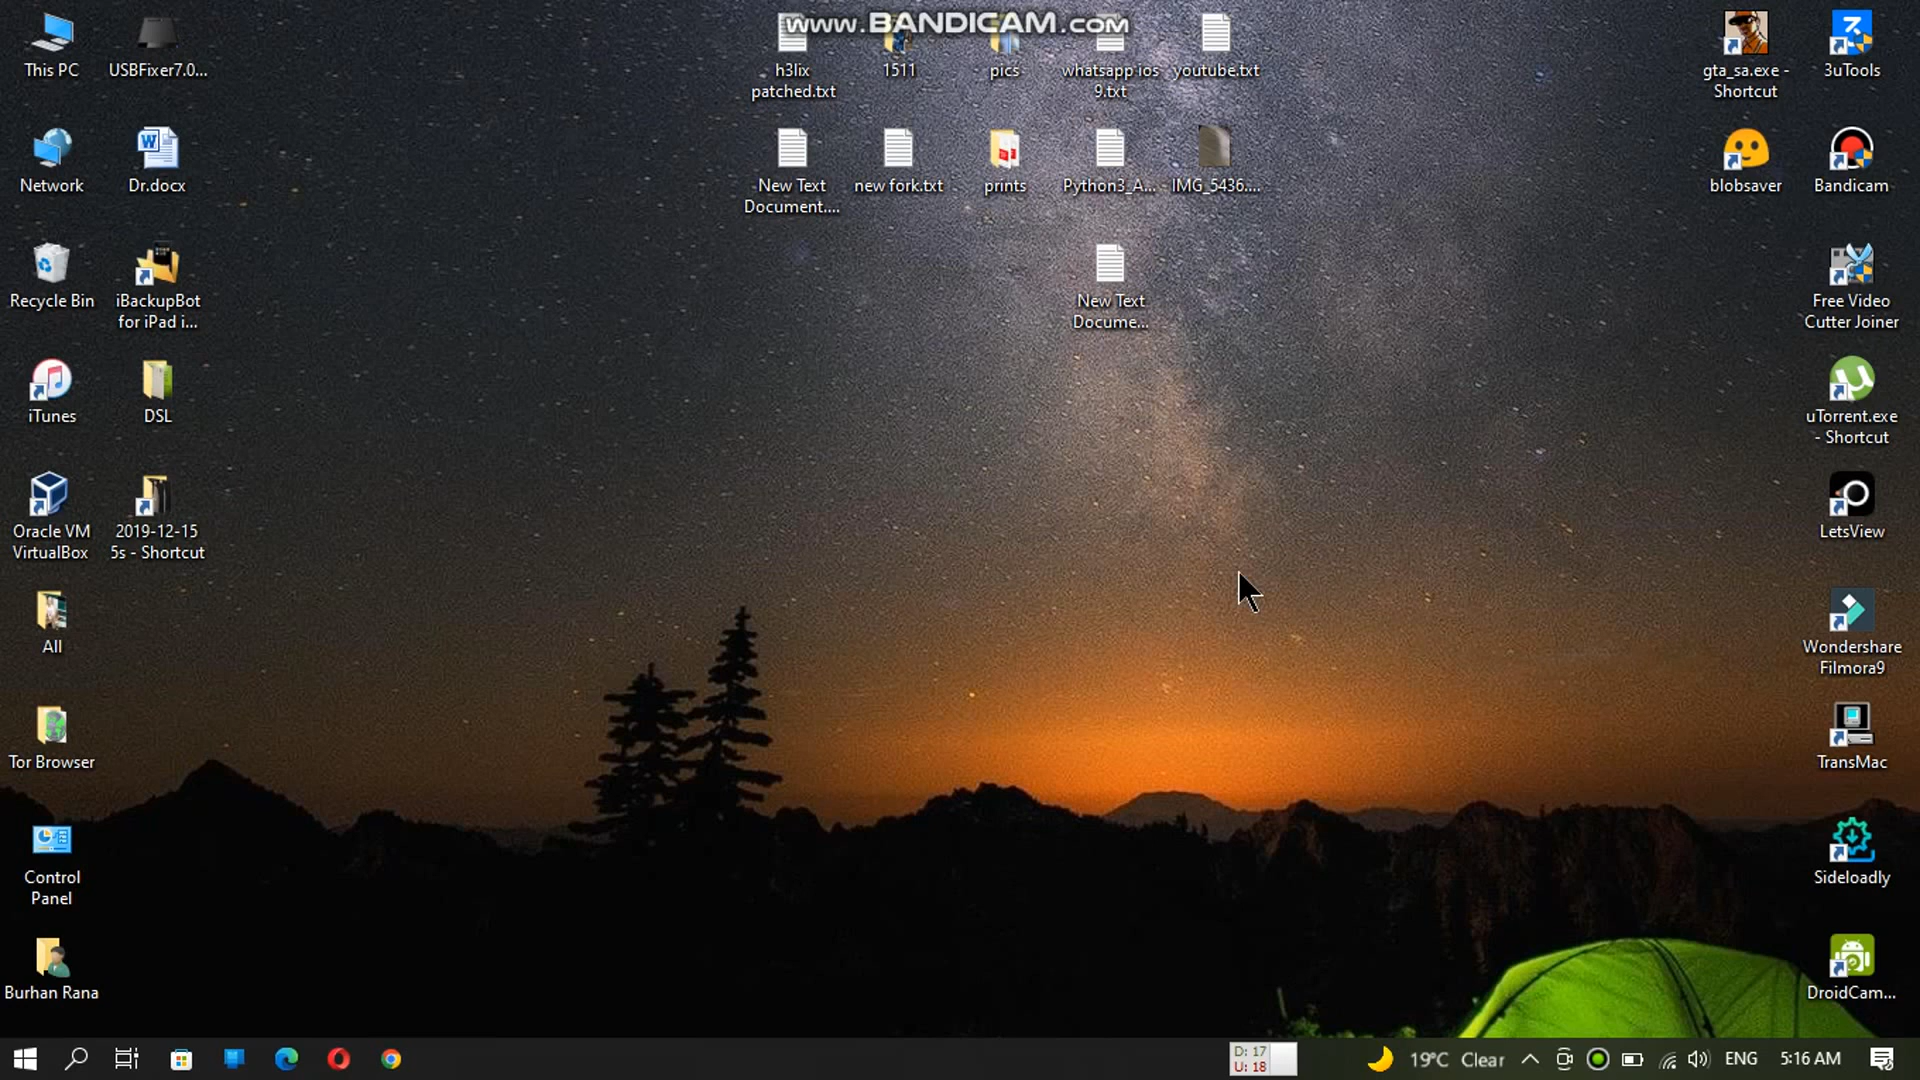 www.BANDICAM.com
This PC
USBFixer7.0...
h3lix
patched.txt
1511
pics
whatsapp ios
9.txt
youtube.txt
gta_sa.exe -
Shortcut
3uTools
Network
Dr.docx
New Text
Document....
new fork.txt
prints
Python3_A...
IMG_5436....
blobsaver
Bandicam
Recycle Bin
iBackupBot
for iPad i...
New Text
Docume...
Free Video
Cutter Joiner
iTunes
DSL
uTorrent.exe
- Shortcut
Oracle VM
VirtualBox
2019-12-15
5s - Shortcut
LetsView
All
Wondershare
Filmora9
Tor Browser
TransMac
Control
Panel
Sideloadly
Burhan Rana
DroidCam...
D: 17
U: 18
19°C Clear
ENG
5:16 AM